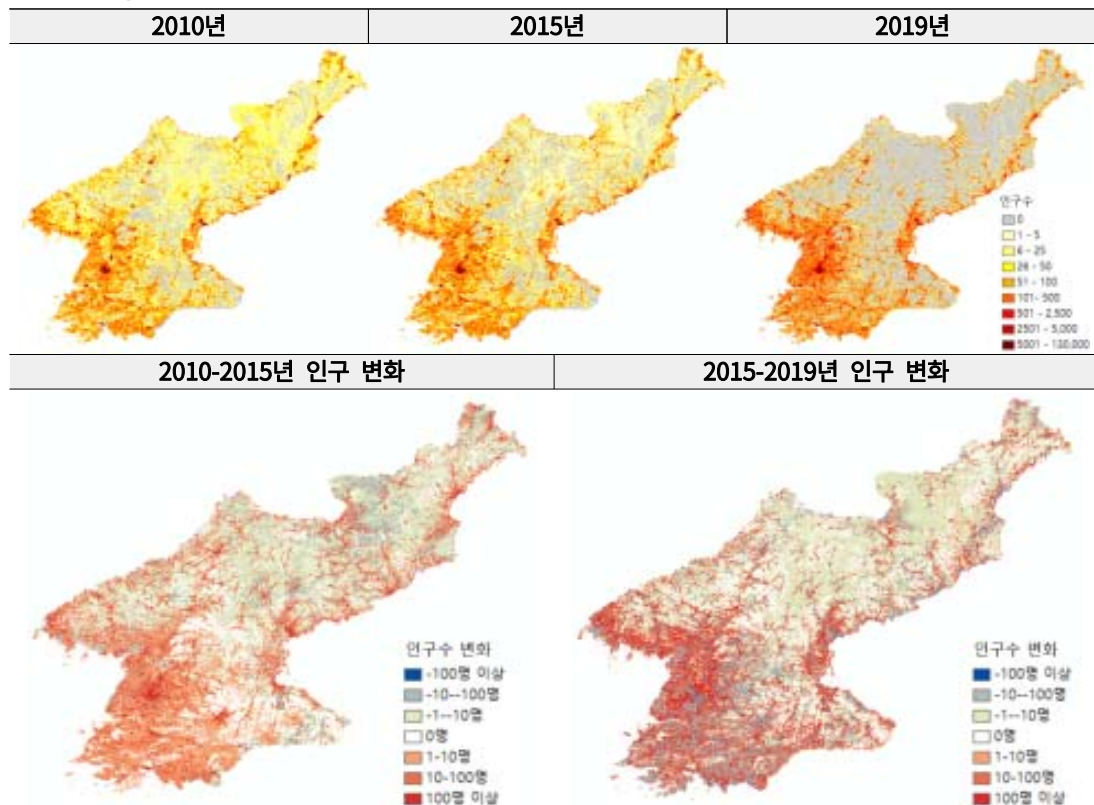 2010년 2015년 2019년
인구수
0
1 - 5
6 - 25
26 - 50
51 - 100
101- 500
501 - 2,500
2501 - 5,000
5001 - 130,000
2010-2015년 인구 변화 2015-2019년 인구 변화
인구수 변화
-100명 이상
-10--100명
-1--10명
0명
1-10명
10-100명
100명 이상
인구수 변화
-100명 이상
-10--100명
-1--10명
0명
1-10명
10-100명
100명 이상